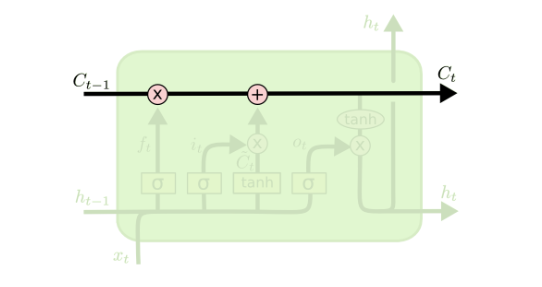 h_t
C_{t-1} × + C_t
tanh
f_t i_t o_t ×
×
C̃_t
σ σ tanh σ
h_{t-1} h_t
x_t